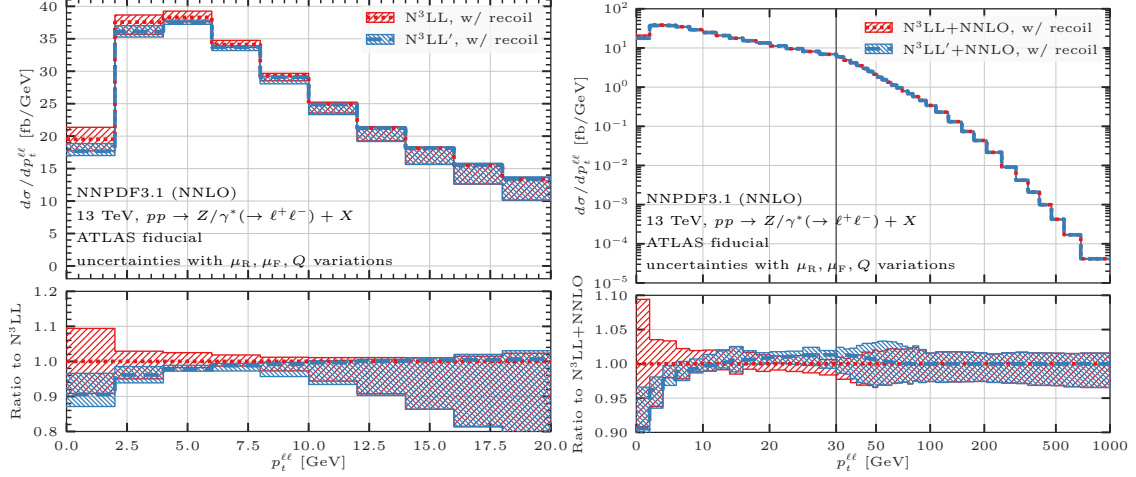 N³LL, w/ recoil
N³LL′, w/ recoil
dσ/dp_t^{ℓℓ} [fb/GeV]
40
35
30
25
20
15
10
5
0
NNPDF3.1 (NNLO)
13 TeV, pp → Z/γ*(→ ℓ⁺ℓ⁻) + X
ATLAS fiducial
uncertainties with μ_R, μ_F, Q variations
Ratio to N³LL
1.2
1.1
1.0
0.9
0.8
0.0 2.5 5.0 7.5 10.0 12.5 15.0 17.5 20.0
p_t^{ℓℓ} [GeV]
N³LL+NNLO, w/ recoil
N³LL′+NNLO, w/ recoil
dσ/dp_t^{ℓℓ} [fb/GeV]
10²
10¹
10⁰
10⁻¹
10⁻²
10⁻³
10⁻⁴
10⁻⁵
NNPDF3.1 (NNLO)
13 TeV, pp → Z/γ*(→ ℓ⁺ℓ⁻) + X
ATLAS fiducial
uncertainties with μ_R, μ_F, Q variations
Ratio to N³LL+NNLO
1.10
1.05
1.00
0.95
0.90
0 10 20 30 50 100 200 500 1000
p_t^{ℓℓ} [GeV]